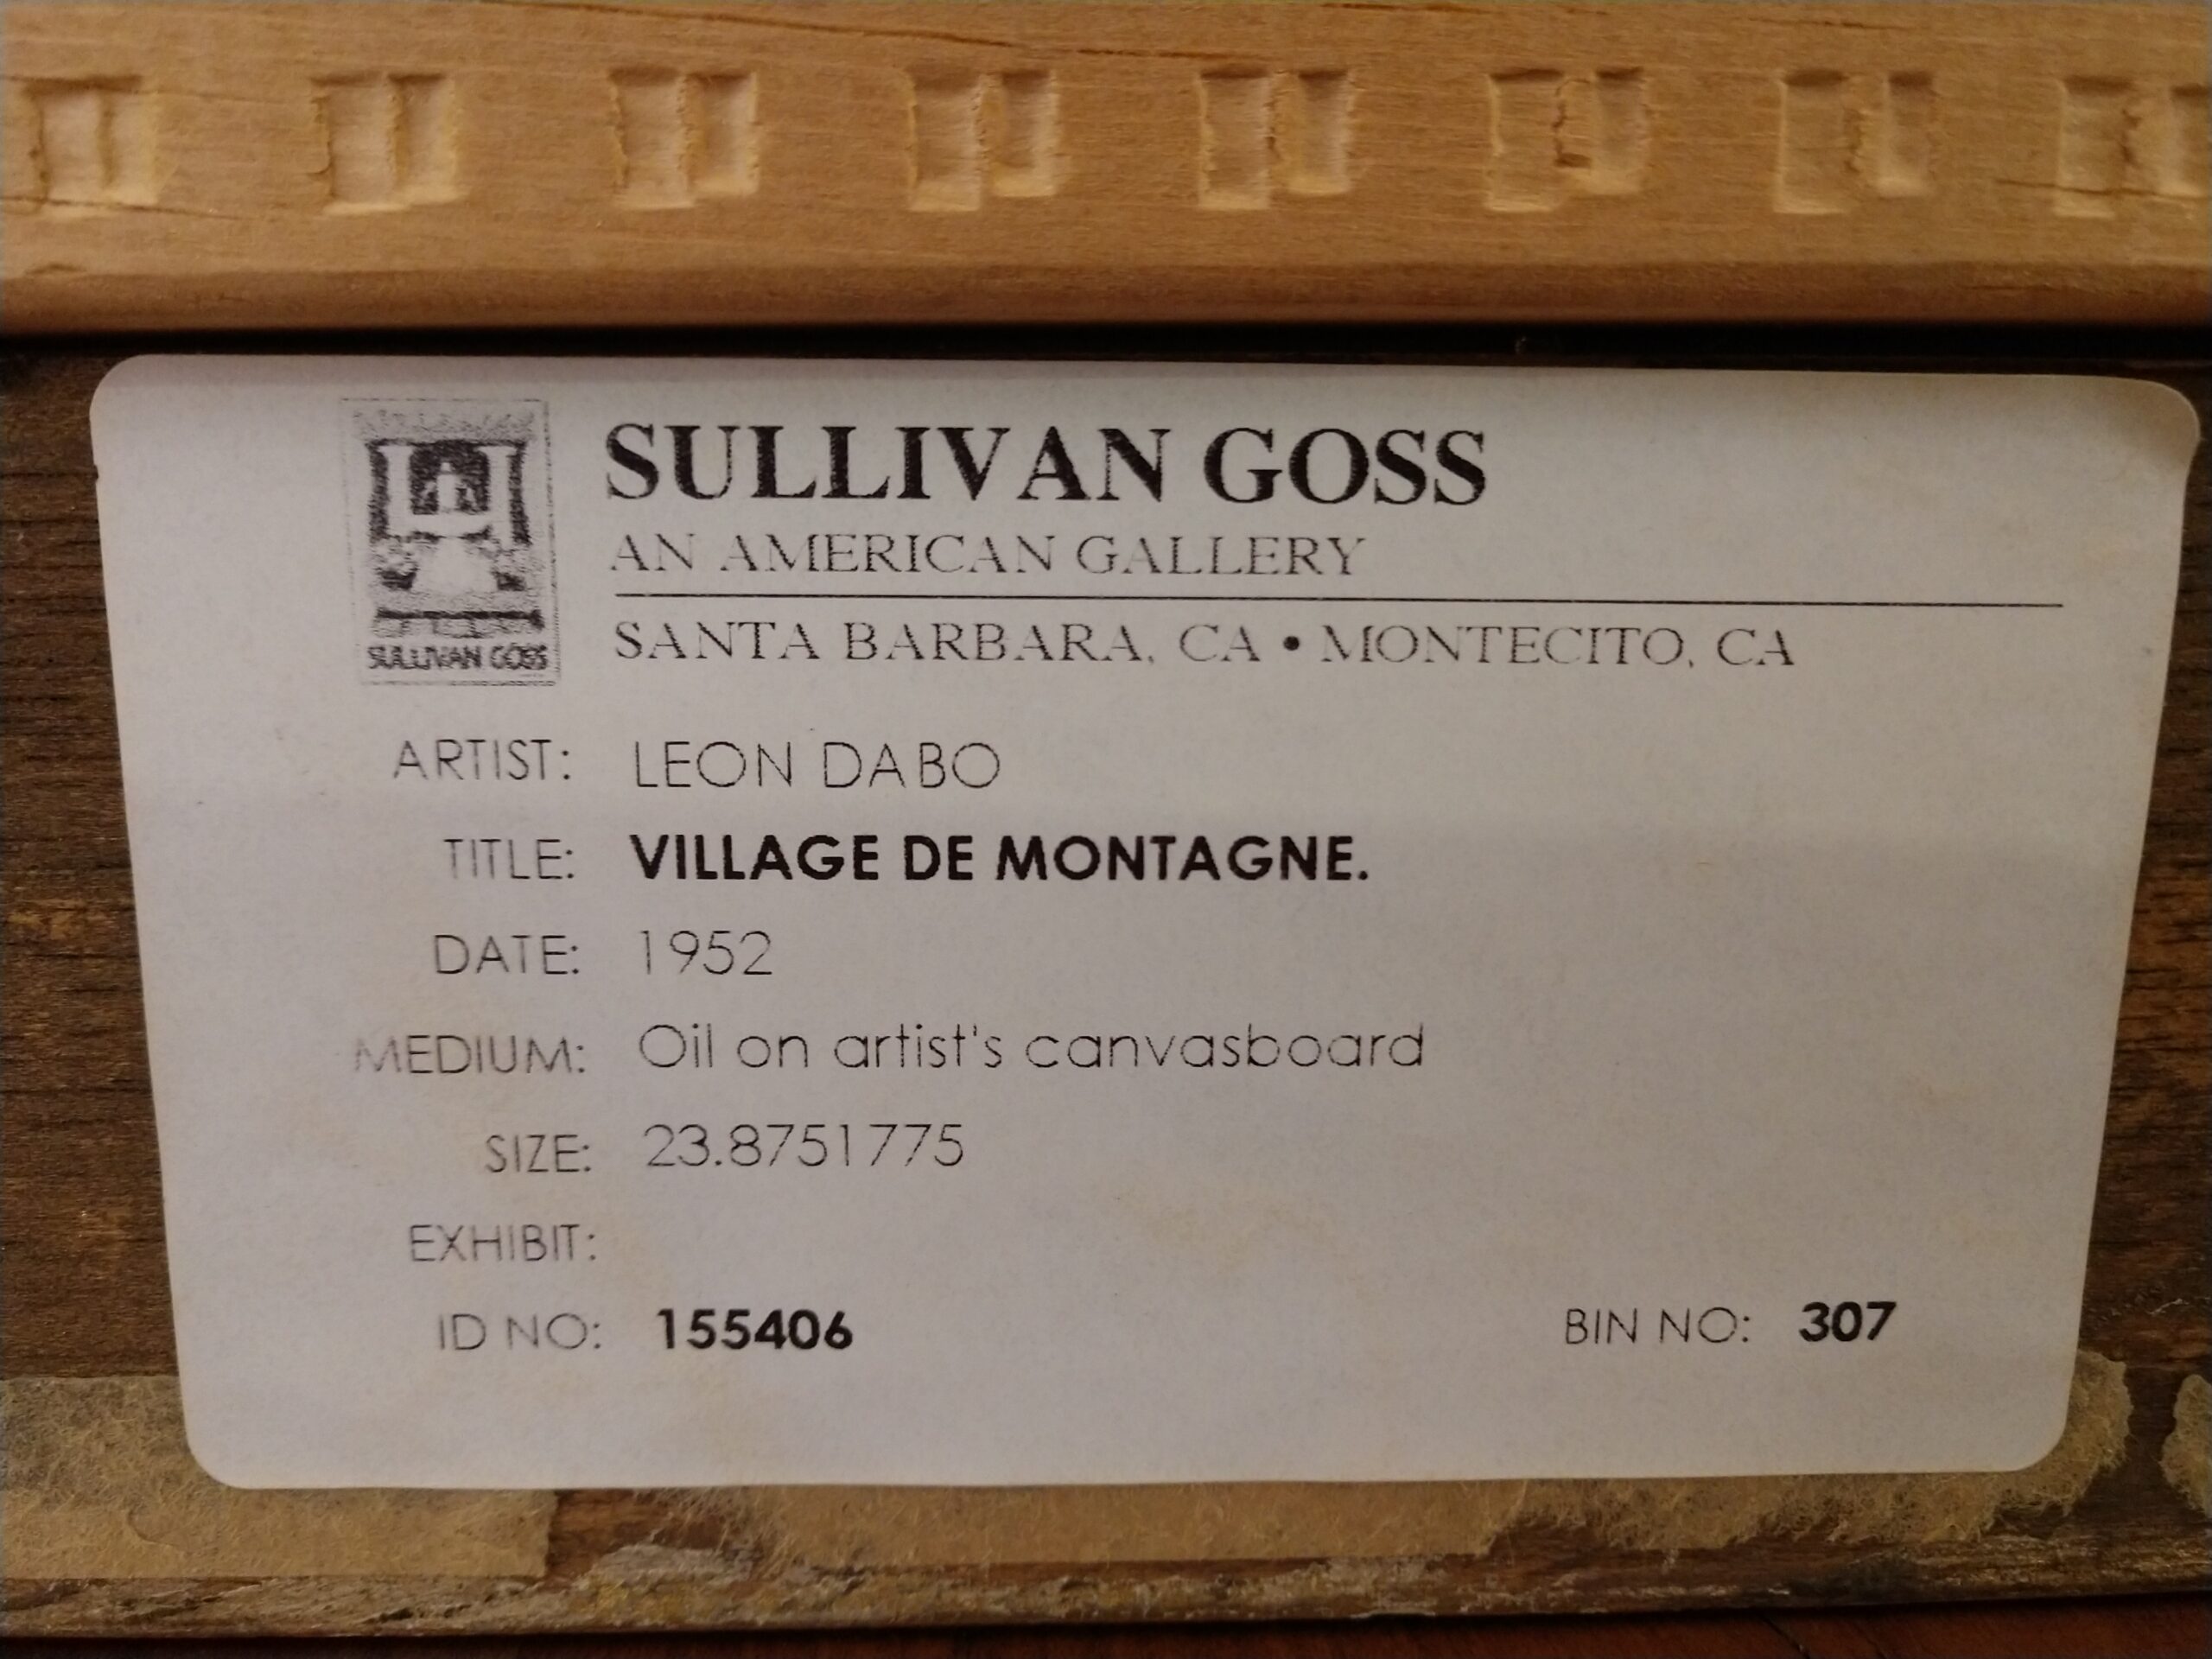 SULLIVAN GOSS
AN AMERICAN GALLERY
SANTA BARBARA, CA • MONTECITO, CA
SULLIVAN GOSS
ARTIST: LEON DABO
TITLE: VILLAGE DE MONTAGNE.
DATE: 1952
MEDIUM: Oil on artist's canvasboard
SIZE: 23.8751775
EXHIBIT:
ID NO: 155406 BIN NO: 307